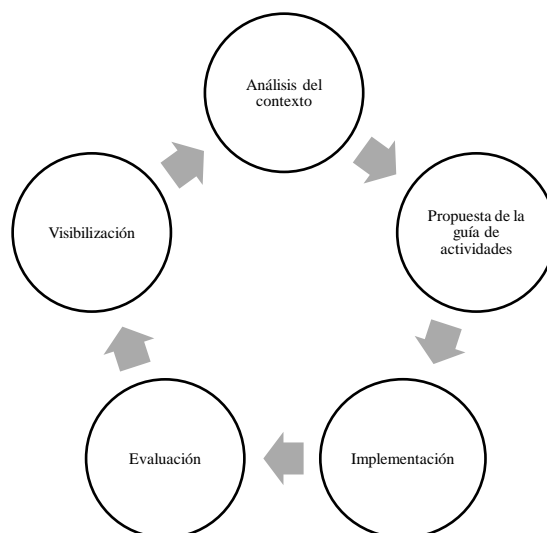 Análisis del
contexto
Propuesta de la
guía de
actividades
Implementación
Evaluación
Visibilización